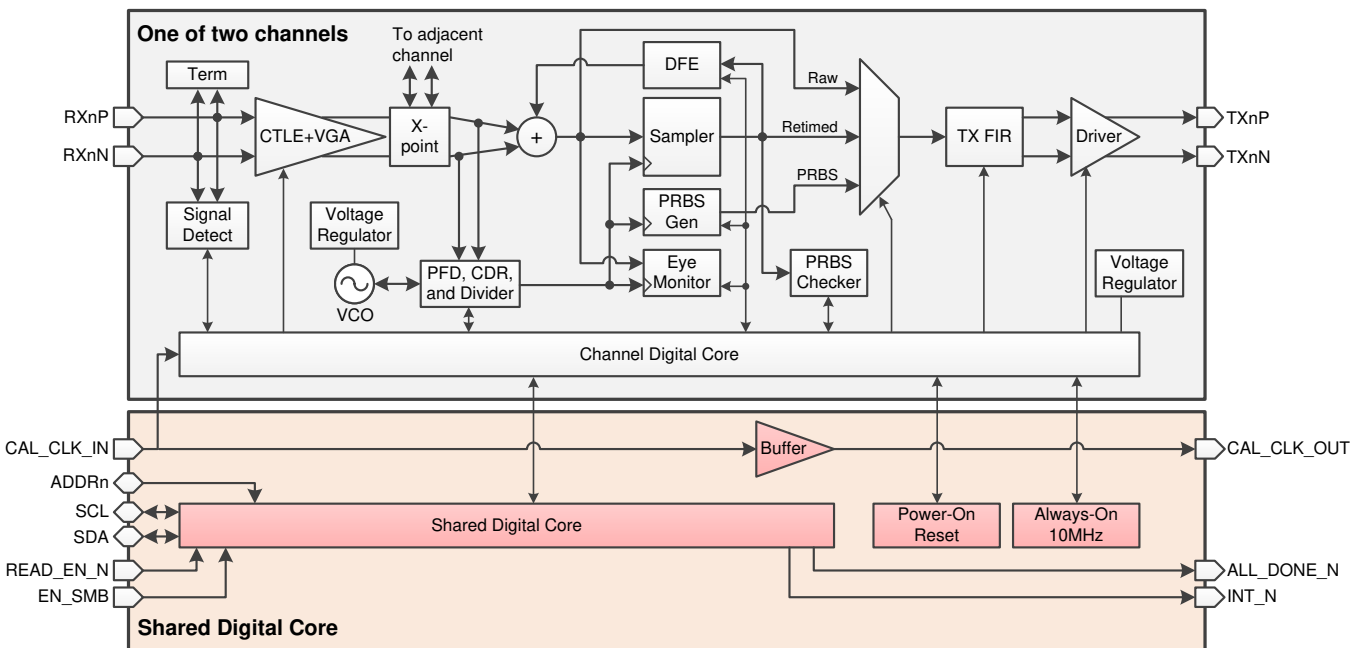 One of two channels
To adjacent
channel
Term
DFE
Raw
RXnP
CTLE+VGA
X-
point
+
Sampler
Retimed
TX FIR
Driver
TXnP
RXnN
TXnN
PRBS
Signal
Detect
Voltage
Regulator
PRBS
Gen
VCO
PFD, CDR,
and Divider
Eye
Monitor
PRBS
Checker
Voltage
Regulator
Channel Digital Core
CAL_CLK_IN
Buffer
CAL_CLK_OUT
ADDRn
SCL
SDA
Shared Digital Core
Power-On
Reset
Always-On
10MHz
READ_EN_N
ALL_DONE_N
EN_SMB
INT_N
Shared Digital Core